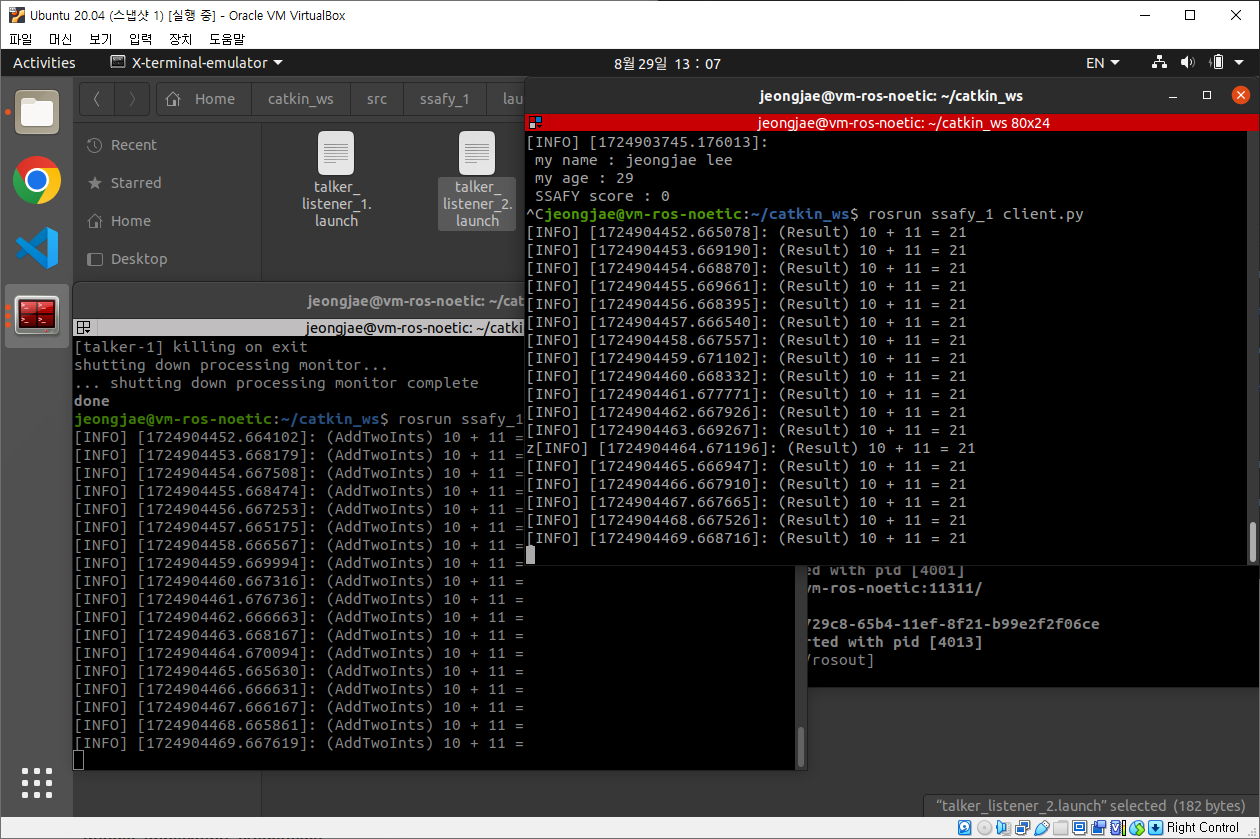 Ubuntu 20.04 (스냅샷 1) [실행 중] - Oracle VM VirtualBox
파일 머신 보기 입력 장치 도움말
Activities X-terminal-emulator 8월 29일 13 : 07 EN
Home catkin_ws src ssafy_1 lau
Recent
Starred
Home
Desktop
talker_
listener_1.
launch
talker_
listener_2.
launch
jeongjae@vm-ros-noetic: ~/catkin_ws
jeongjae@vm-ros-noetic: ~/catkin_ws 80x24
[INFO] [1724903745.176013]:
my name : jeongjae lee
my age : 29
SSAFY score : 0
^Cjeongjae@vm-ros-noetic:~/catkin_ws$ rosrun ssafy_1 client.py
[INFO] [1724904452.665078]: (Result) 10 + 11 = 21
[INFO] [1724904453.669190]: (Result) 10 + 11 = 21
[INFO] [1724904454.668870]: (Result) 10 + 11 = 21
[INFO] [1724904455.669661]: (Result) 10 + 11 = 21
[INFO] [1724904456.668395]: (Result) 10 + 11 = 21
[INFO] [1724904457.666540]: (Result) 10 + 11 = 21
[INFO] [1724904458.667557]: (Result) 10 + 11 = 21
[INFO] [1724904459.671102]: (Result) 10 + 11 = 21
[INFO] [1724904460.668332]: (Result) 10 + 11 = 21
[INFO] [1724904461.677771]: (Result) 10 + 11 = 21
[INFO] [1724904462.667926]: (Result) 10 + 11 = 21
[INFO] [1724904463.669267]: (Result) 10 + 11 = 21
z[INFO] [1724904464.671196]: (Result) 10 + 11 = 21
[INFO] [1724904465.666947]: (Result) 10 + 11 = 21
[INFO] [1724904466.667910]: (Result) 10 + 11 = 21
[INFO] [1724904467.667665]: (Result) 10 + 11 = 21
[INFO] [1724904468.667526]: (Result) 10 + 11 = 21
[INFO] [1724904469.668716]: (Result) 10 + 11 = 21
jeongjae@vm-ros-noetic: ~/cat
jeongjae@vm-ros-noetic: ~/catki
[talker-1] killing on exit
shutting down processing monitor...
... shutting down processing monitor complete
done
jeongjae@vm-ros-noetic:~/catkin_ws$ rosrun ssafy_1
[INFO] [1724904452.664102]: (AddTwoInts) 10 + 11 =
[INFO] [1724904453.668179]: (AddTwoInts) 10 + 11 =
[INFO] [1724904454.667508]: (AddTwoInts) 10 + 11 =
[INFO] [1724904455.668474]: (AddTwoInts) 10 + 11 =
[INFO] [1724904456.667253]: (AddTwoInts) 10 + 11 =
[INFO] [1724904457.665175]: (AddTwoInts) 10 + 11 =
[INFO] [1724904458.666567]: (AddTwoInts) 10 + 11 =
[INFO] [1724904459.669994]: (AddTwoInts) 10 + 11 =
[INFO] [1724904460.667316]: (AddTwoInts) 10 + 11 =
[INFO] [1724904461.676736]: (AddTwoInts) 10 + 11 =
[INFO] [1724904462.666663]: (AddTwoInts) 10 + 11 =
[INFO] [1724904463.668167]: (AddTwoInts) 10 + 11 =
[INFO] [1724904464.670094]: (AddTwoInts) 10 + 11 =
[INFO] [1724904465.665630]: (AddTwoInts) 10 + 11 =
[INFO] [1724904466.666631]: (AddTwoInts) 10 + 11 =
[INFO] [1724904467.666167]: (AddTwoInts) 10 + 11 =
[INFO] [1724904468.665861]: (AddTwoInts) 10 + 11 =
[INFO] [1724904469.667619]: (AddTwoInts) 10 + 11 =
ed with pid [4001]
vm-ros-noetic:11311/
729c8-65b4-11ef-8f21-b99e2f2f06ce
rted with pid [4013]
/rosout]
“talker_listener_2.launch” selected (182 bytes)
Right Control